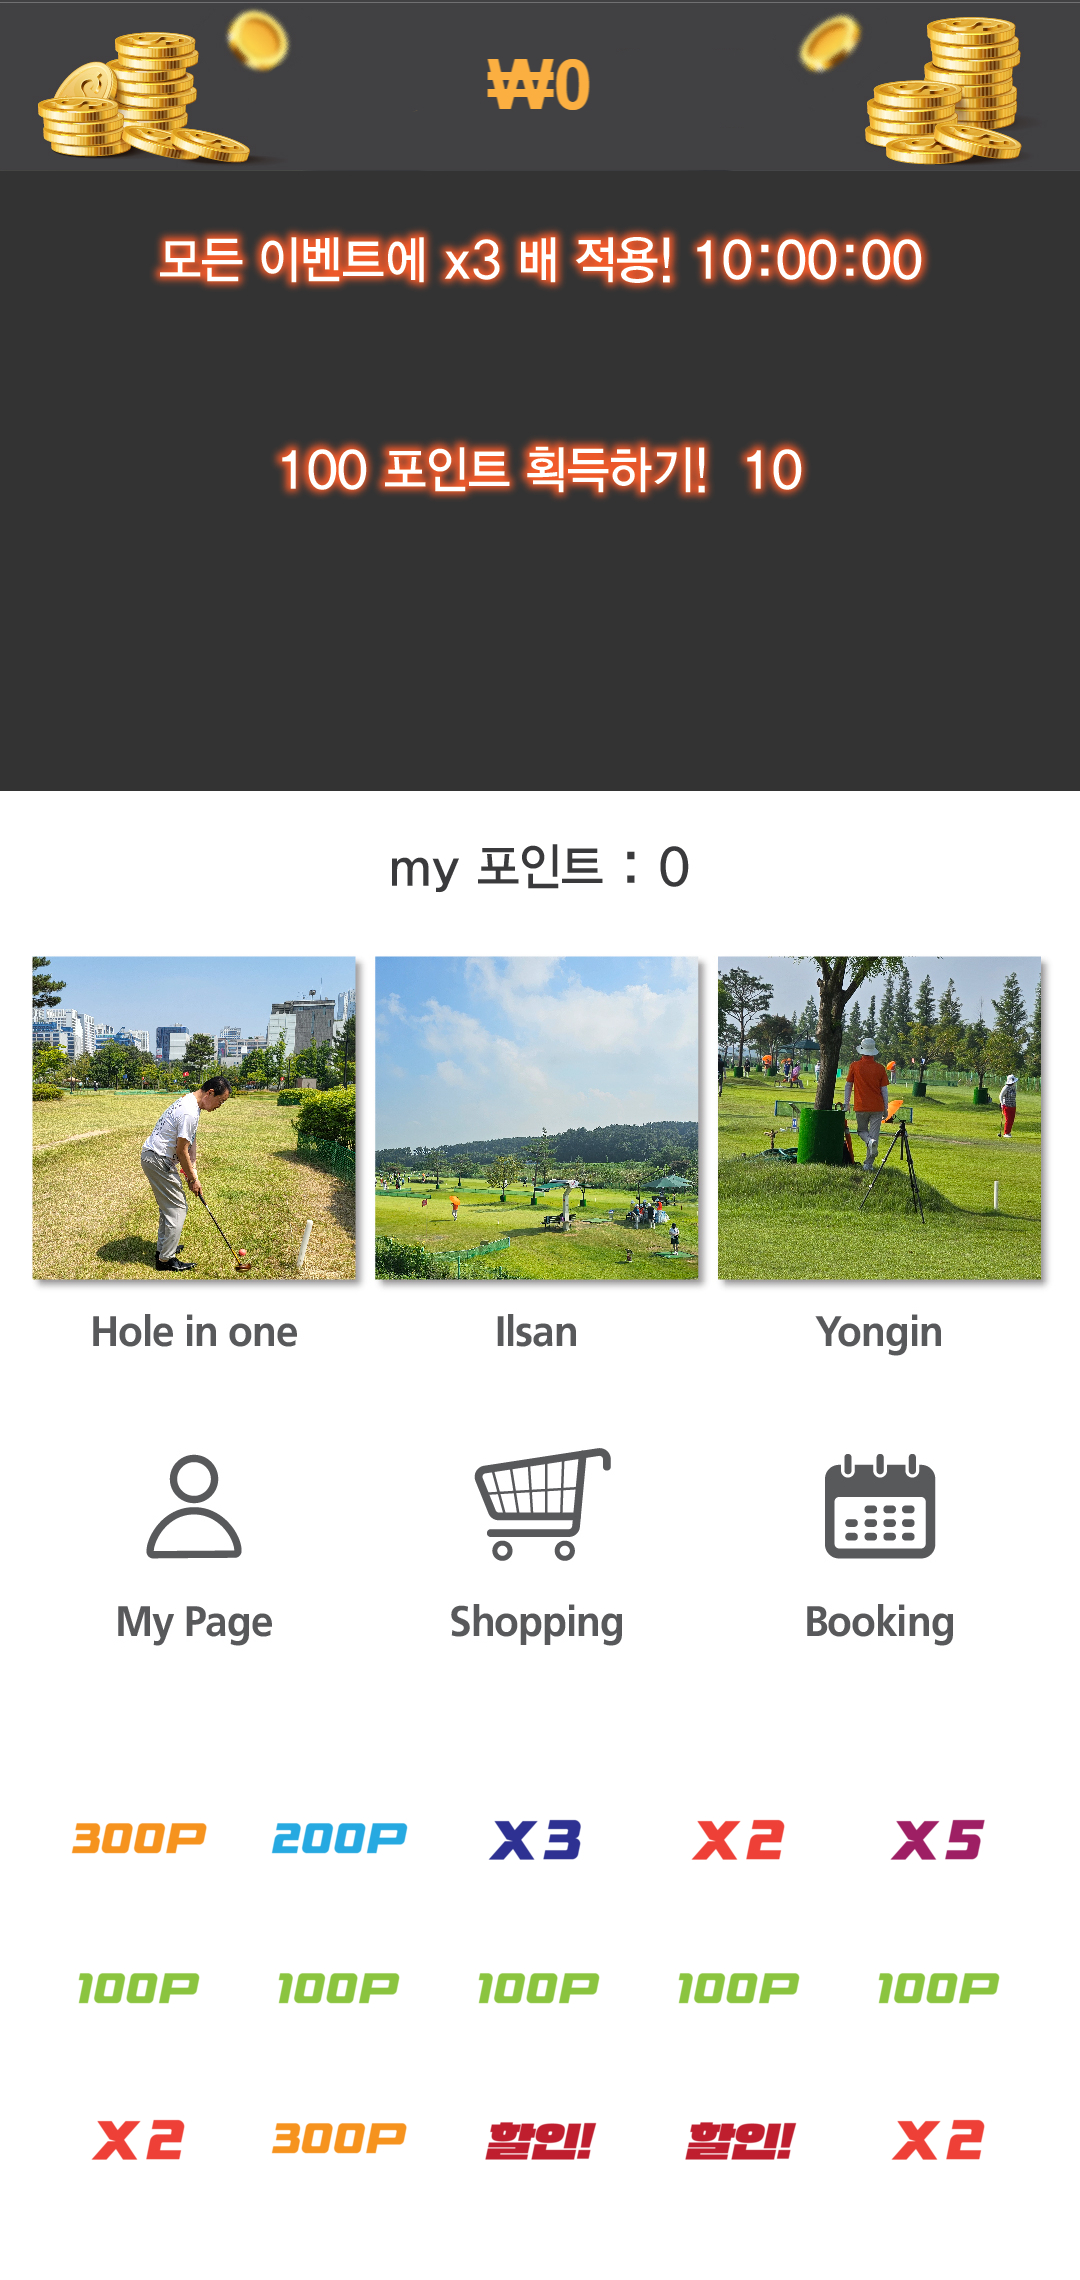 ₩0
모든 이벤트에 x3 배 적용! 10:00:00
100 포인트 획득하기! 10
my 포인트 : 0
Hole in one Ilsan Yongin
My Page Shopping Booking
300P 200P X3 X2 X5
100P 100P 100P 100P 100P
X2 300P 할인! 할인! X2